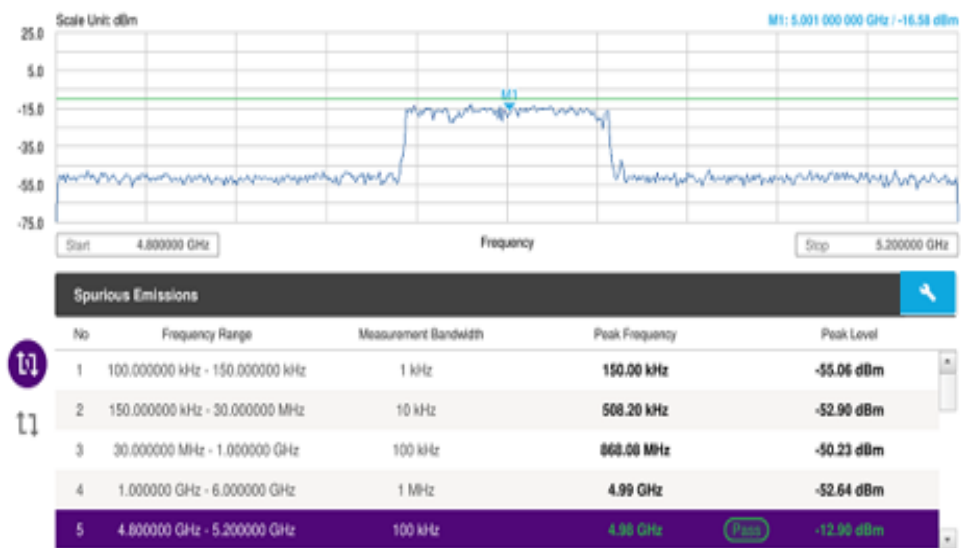 Scale Unit: dBm
M1: 5.001 000 000 GHz / -16.58 dBm
25.0
5.0
-15.0
-35.0
-55.0
-75.0
M1
Start 4.800000 GHz
Frequency
Stop 5.200000 GHz
Spurious Emissions
No Frequency Range Measurement Bandwidth Peak Frequency Peak Level
1 100.000000 kHz - 150.000000 kHz 1 kHz 150.00 kHz -55.06 dBm
2 150.000000 kHz - 30.000000 MHz 10 kHz 508.20 kHz -52.90 dBm
3 30.000000 MHz - 1.000000 GHz 100 kHz 868.08 MHz -50.23 dBm
4 1.000000 GHz - 6.000000 GHz 1 MHz 4.99 GHz -52.64 dBm
5 4.800000 GHz - 5.200000 GHz 100 kHz 4.98 GHz Pass -12.90 dBm